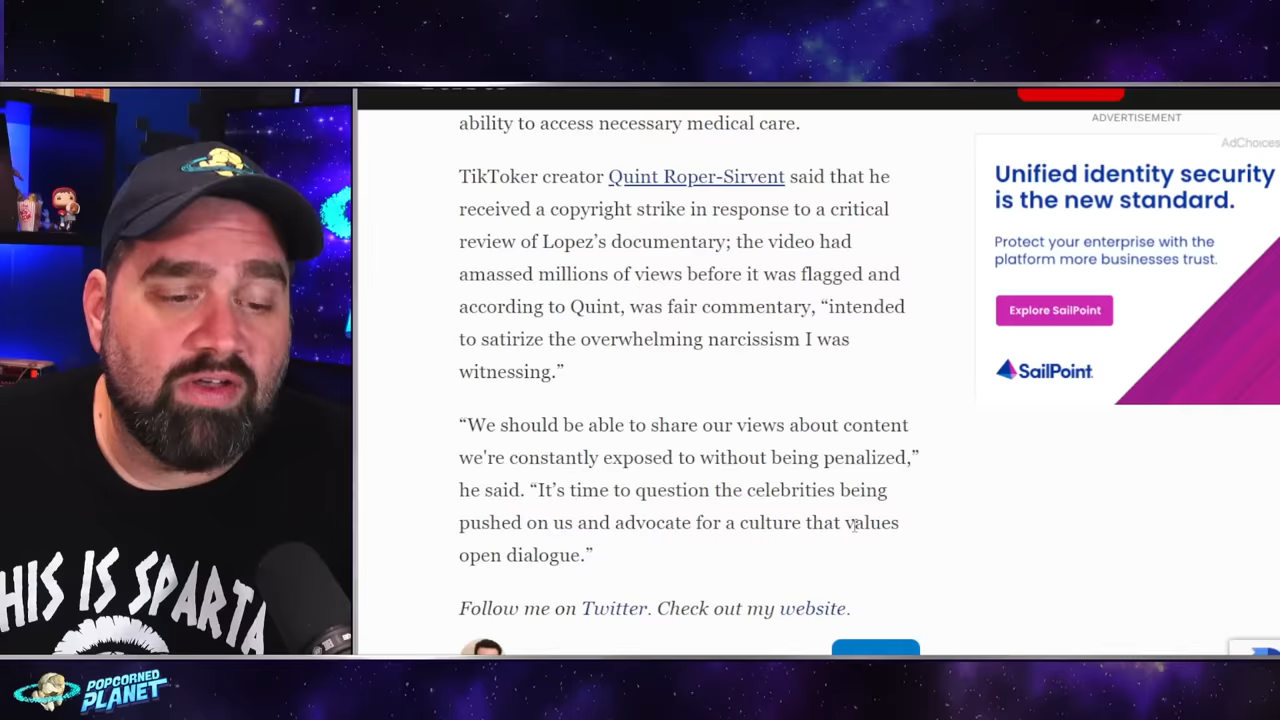 ability to access necessary medical care.
TikToker creator Quint Roper-Sirvent said that he
received a copyright strike in response to a critical
review of Lopez’s documentary; the video had
amassed millions of views before it was flagged and
according to Quint, was fair commentary, “intended
to satirize the overwhelming narcissism I was
witnessing.”
“We should be able to share our views about content
we're constantly exposed to without being penalized,”
he said. “It’s time to question the celebrities being
pushed on us and advocate for a culture that values
open dialogue.”
Follow me on Twitter. Check out my website.
ADVERTISEMENT
AdChoices
Unified identity security
is the new standard.
Protect your enterprise with the
platform more businesses trust.
Explore SailPoint
SailPoint
HIS IS SPARTA
POPCORNED
PLANET